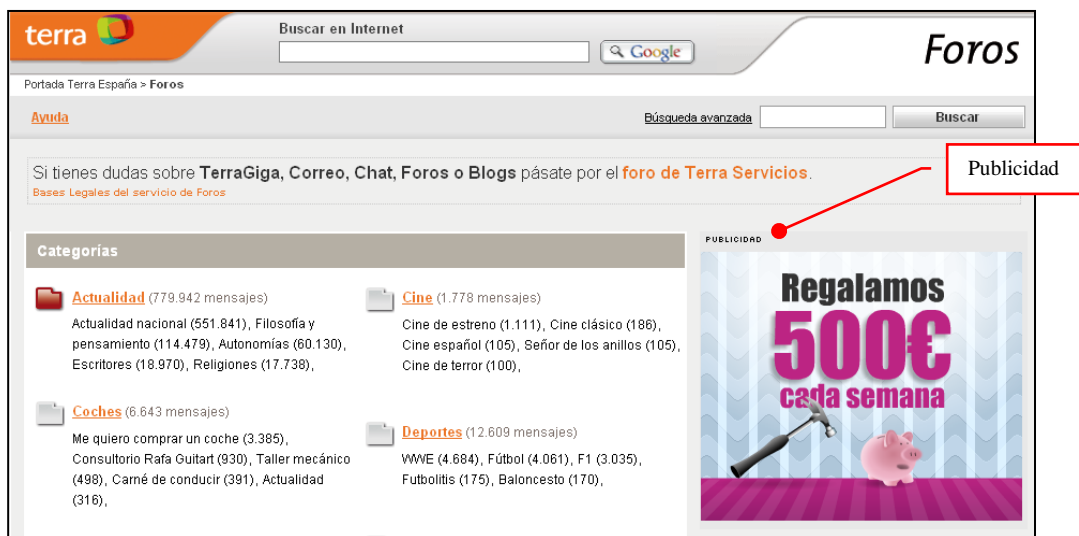 terra
Buscar en Internet
Google
Foros
Portada Terra España > Foros
Ayuda
Búsqueda avanzada
Buscar
Si tienes dudas sobre TerraGiga, Correo, Chat, Foros o Blogs pásate por el foro de Terra Servicios.
Bases Legales del servicio de Foros
Publicidad
Categorías
Actualidad (779.942 mensajes)
Actualidad nacional (551.841), Filosofía y
pensamiento (114.479), Autonomías (60.130),
Escritores (18.970), Religiones (17.738),
Cine (1.778 mensajes)
Cine de estreno (1.111), Cine clásico (186),
Cine español (105), Señor de los anillos (105),
Cine de terror (100),
Coches (6.643 mensajes)
Me quiero comprar un coche (3.385),
Consultorio Rafa Guitart (930), Taller mecánico
(498), Carné de conducir (391), Actualidad
(316),
Deportes (12.609 mensajes)
WWE (4.684), Fútbol (4.061), F1 (3.035),
Futbolitis (175), Baloncesto (170),
PUBLICIDAD
Regalamos
500€
cada semana